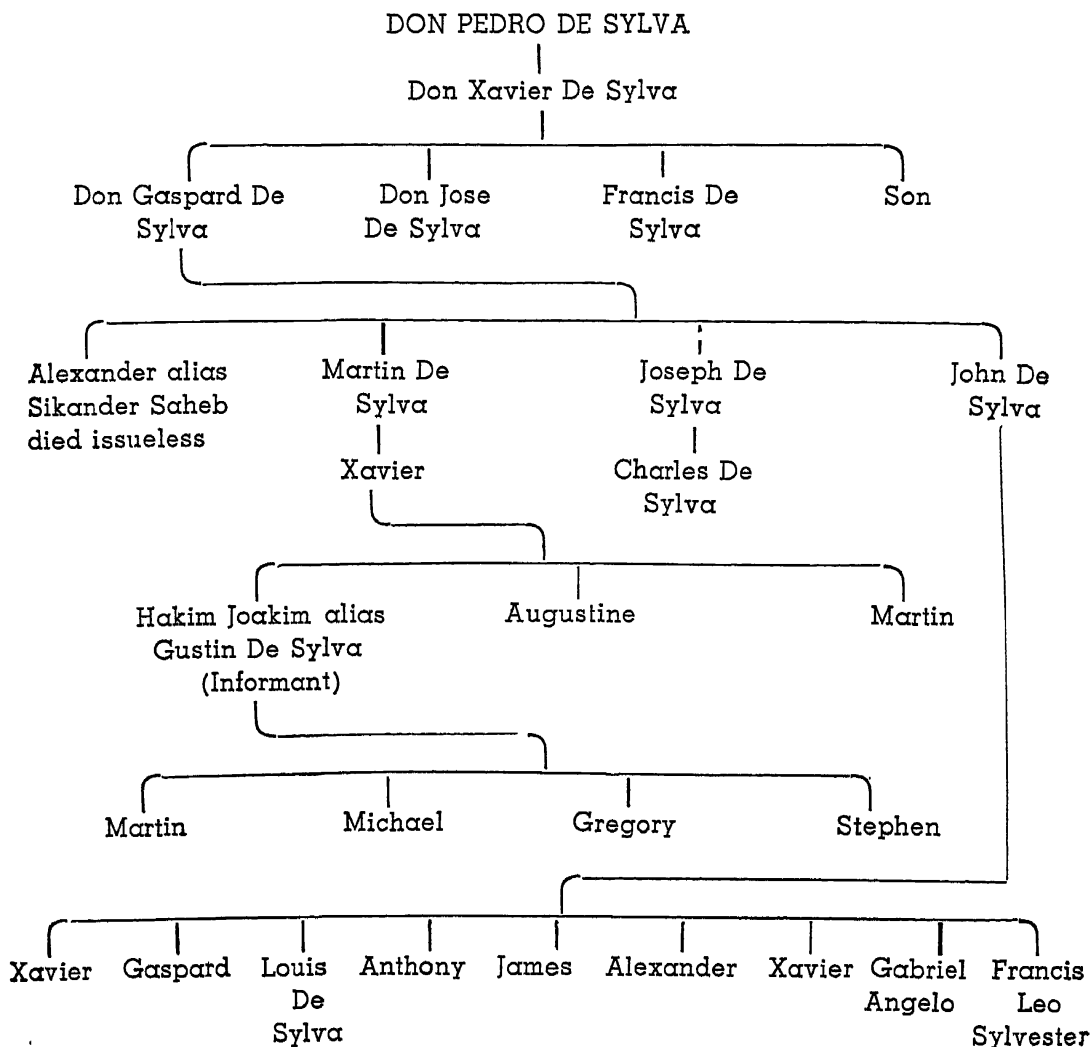 DON PEDRO DE SYLVA
Don Xavier De Sylva
Don Gaspard De
Sylva
Don Jose
De Sylva
Francis De
Sylva
Son
Alexander alias
Sikander Saheb
died issueless
Martin De
Sylva
Joseph De
Sylva
John De
Sylva
Xavier
Charles De
Sylva
Hakim Joakim alias
Gustin De Sylva
(Informant)
Augustine
Martin
Martin
Michael
Gregory
Stephen
Xavier
Gaspard
Louis
De
Sylva
Anthony
James
Alexander
Xavier
Gabriel
Angelo
Francis
Leo
Sylvester